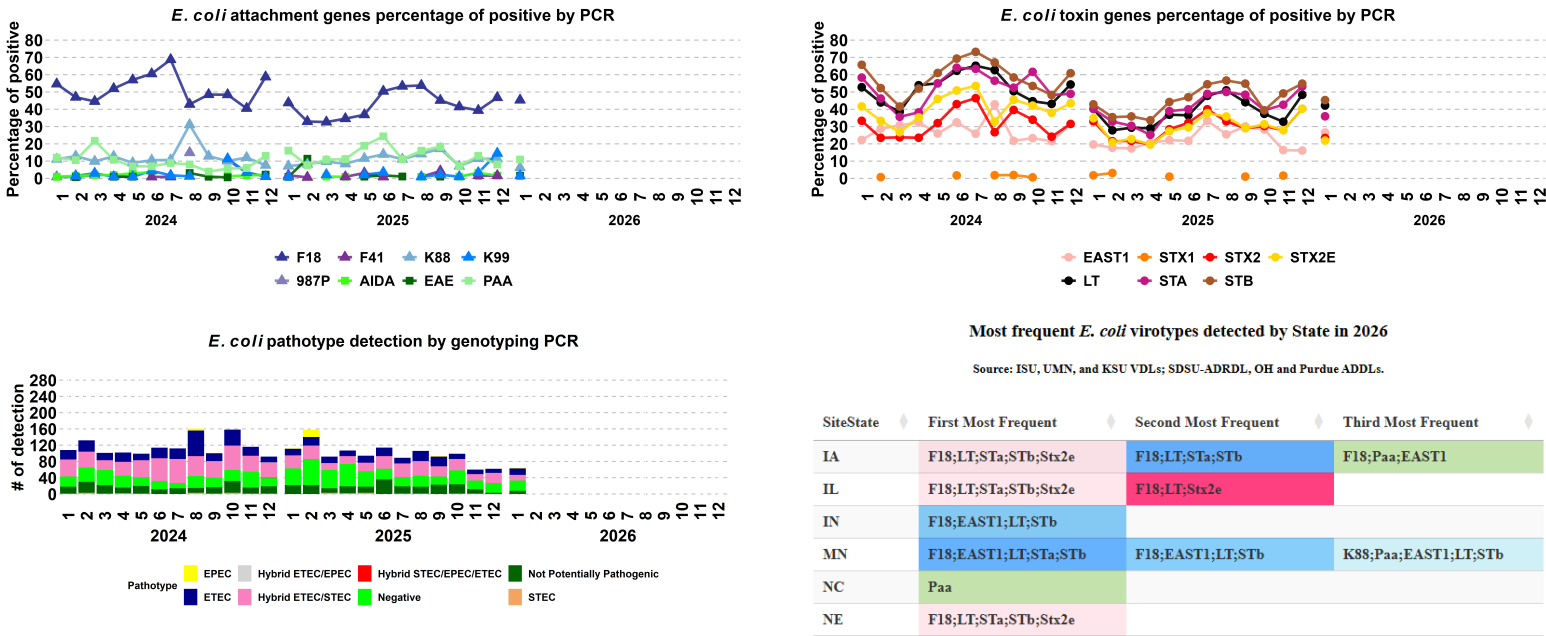 E. coli attachment genes percentage of positive by PCR
Percentage of positive
80
70
60
50
40
30
20
10
0
1 2 3 4 5 6 7 8 9 10 11 12 1 2 3 4 5 6 7 8 9 10 11 12 1 2 3 4 5 6 7 8 9 10 11 12
2024 2025 2026
F18 F41 K88 K99
987P AIDA EAE PAA
E. coli toxin genes percentage of positive by PCR
Percentage of positive
80
70
60
50
40
30
20
10
0
1 2 3 4 5 6 7 8 9 10 11 12 1 2 3 4 5 6 7 8 9 10 11 12 1 2 3 4 5 6 7 8 9 10 11 12
2024 2025 2026
EAST1 STX1 STX2 STX2E
LT STA STB
E. coli pathotype detection by genotyping PCR
# of detection
280
240
200
160
120
80
40
0
1 2 3 4 5 6 7 8 9 10 11 12 1 2 3 4 5 6 7 8 9 10 11 12 1 2 3 4 5 6 7 8 9 10 11 12
2024 2025 2026
Pathotype
EPEC Hybrid ETEC/EPEC Hybrid STEC/EPEC/ETEC Not Potentially Pathogenic
ETEC Hybrid ETEC/STEC Negative STEC
Most frequent E. coli virotypes detected by State in 2026
Source: ISU, UMN, and KSU VDLs; SDSU-ADRDL, OH and Purdue ADDLs.
SiteState First Most Frequent Second Most Frequent Third Most Frequent
IA F18;LT;STa;STb;Stx2e F18;LT;STa;STb F18;Paa;EAST1
IL F18;LT;STa;STb;Stx2e F18;LT;Stx2e
IN F18;EAST1;LT;STb
MN F18;EAST1;LT;STa;STb F18;EAST1;LT;STb K88;Paa;EAST1;LT;STb
NC Paa
NE F18;LT;STa;STb;Stx2e